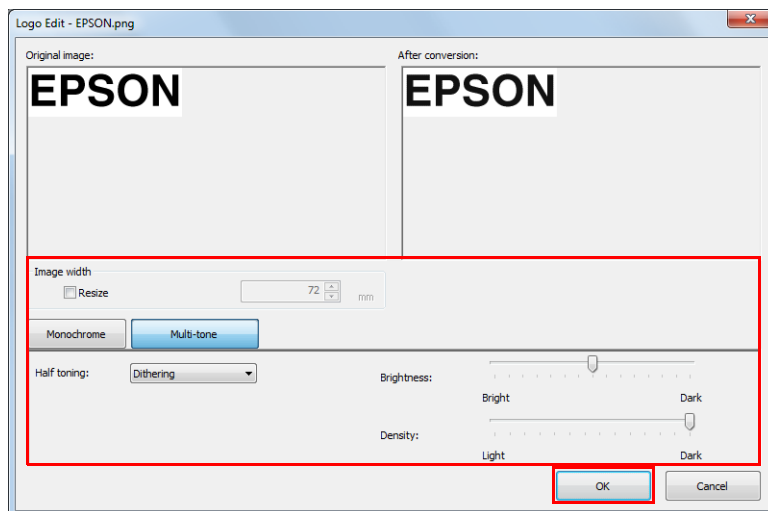 Logo Edit - EPSON.png
Original image:
After conversion:
EPSON
EPSON
Image width
Resize
72
mm
Monochrome
Multi-tone
Half toning:
Dithering
Brightness:
Bright
Dark
Density:
Light
Dark
OK
Cancel